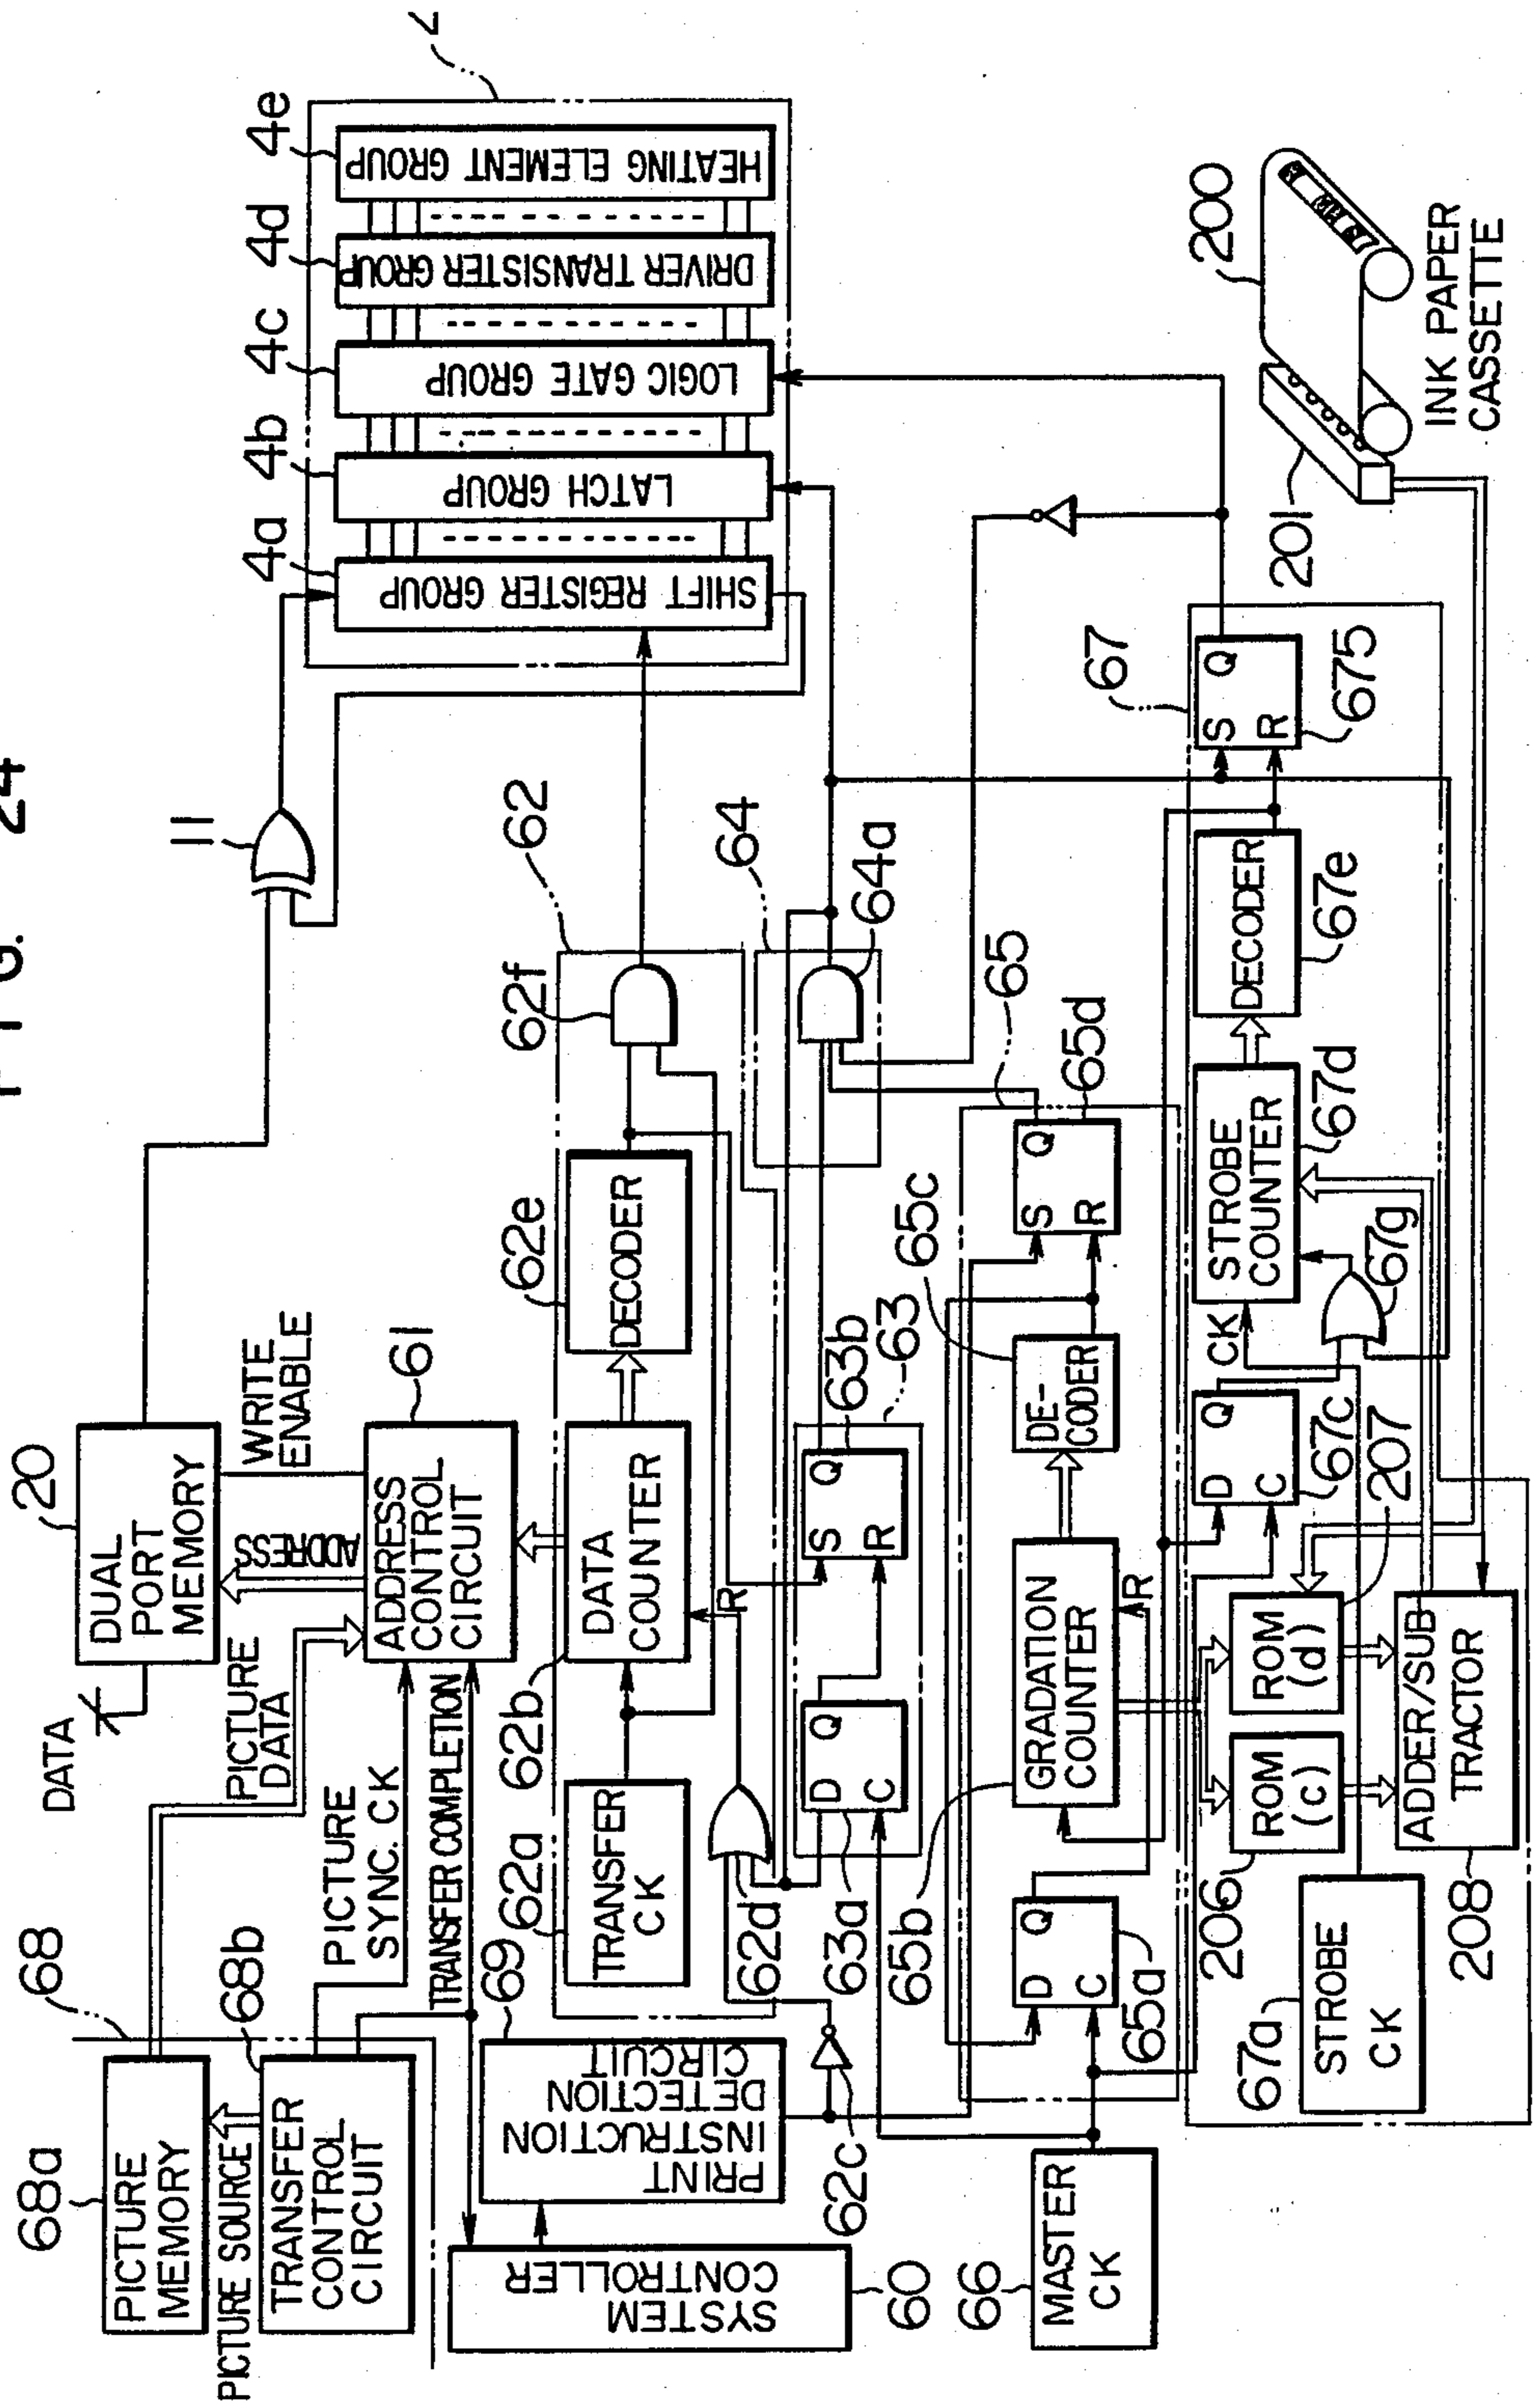 FIG. 24
20
DUAL
PORT
MEMORY
DATA
WRITE
ENABLE
ADDRESS
PICTURE
DATA
61
ADDRESS
CONTROL
CIRCUIT
PICTURE
SYNC. CK
TRANSFER COMPLETION
68
68a
PICTURE
MEMORY
PICTURE SOURCE
68b
TRANSFER
CONTROL
CIRCUIT
11
2
4a
SHIFT REGISTER GROUP
4b
LATCH GROUP
4c
LOGIC GATE GROUP
4d
DRIVER TRANSISTER GROUP
4e
HEATING ELEMENT GROUP
62
62a
TRANSFER
CK
62b
DATA
COUNTER
R
62e
DECODER
62f
62d
62c
69
PRINT
INSTRUCTION
DETECTION
CIRCUIT
60
SYSTEM
CONTROLLER
63
63a
D Q
C
63b
S Q
R
64
64a
65
65a
D Q
C
65b
GRADATION
COUNTER
R
65c
DE-
CODER
65d
S Q
R
66
MASTER
CK
67
67a
STROBE
CK
67c
D Q
C
CK
67g
67d
STROBE
COUNTER
67e
DECODER
675
S Q
R
206
ROM
(c)
207
ROM
(d)
208
ADDER/SUB
TRACTOR
200
201
INK PAPER
CASSETTE